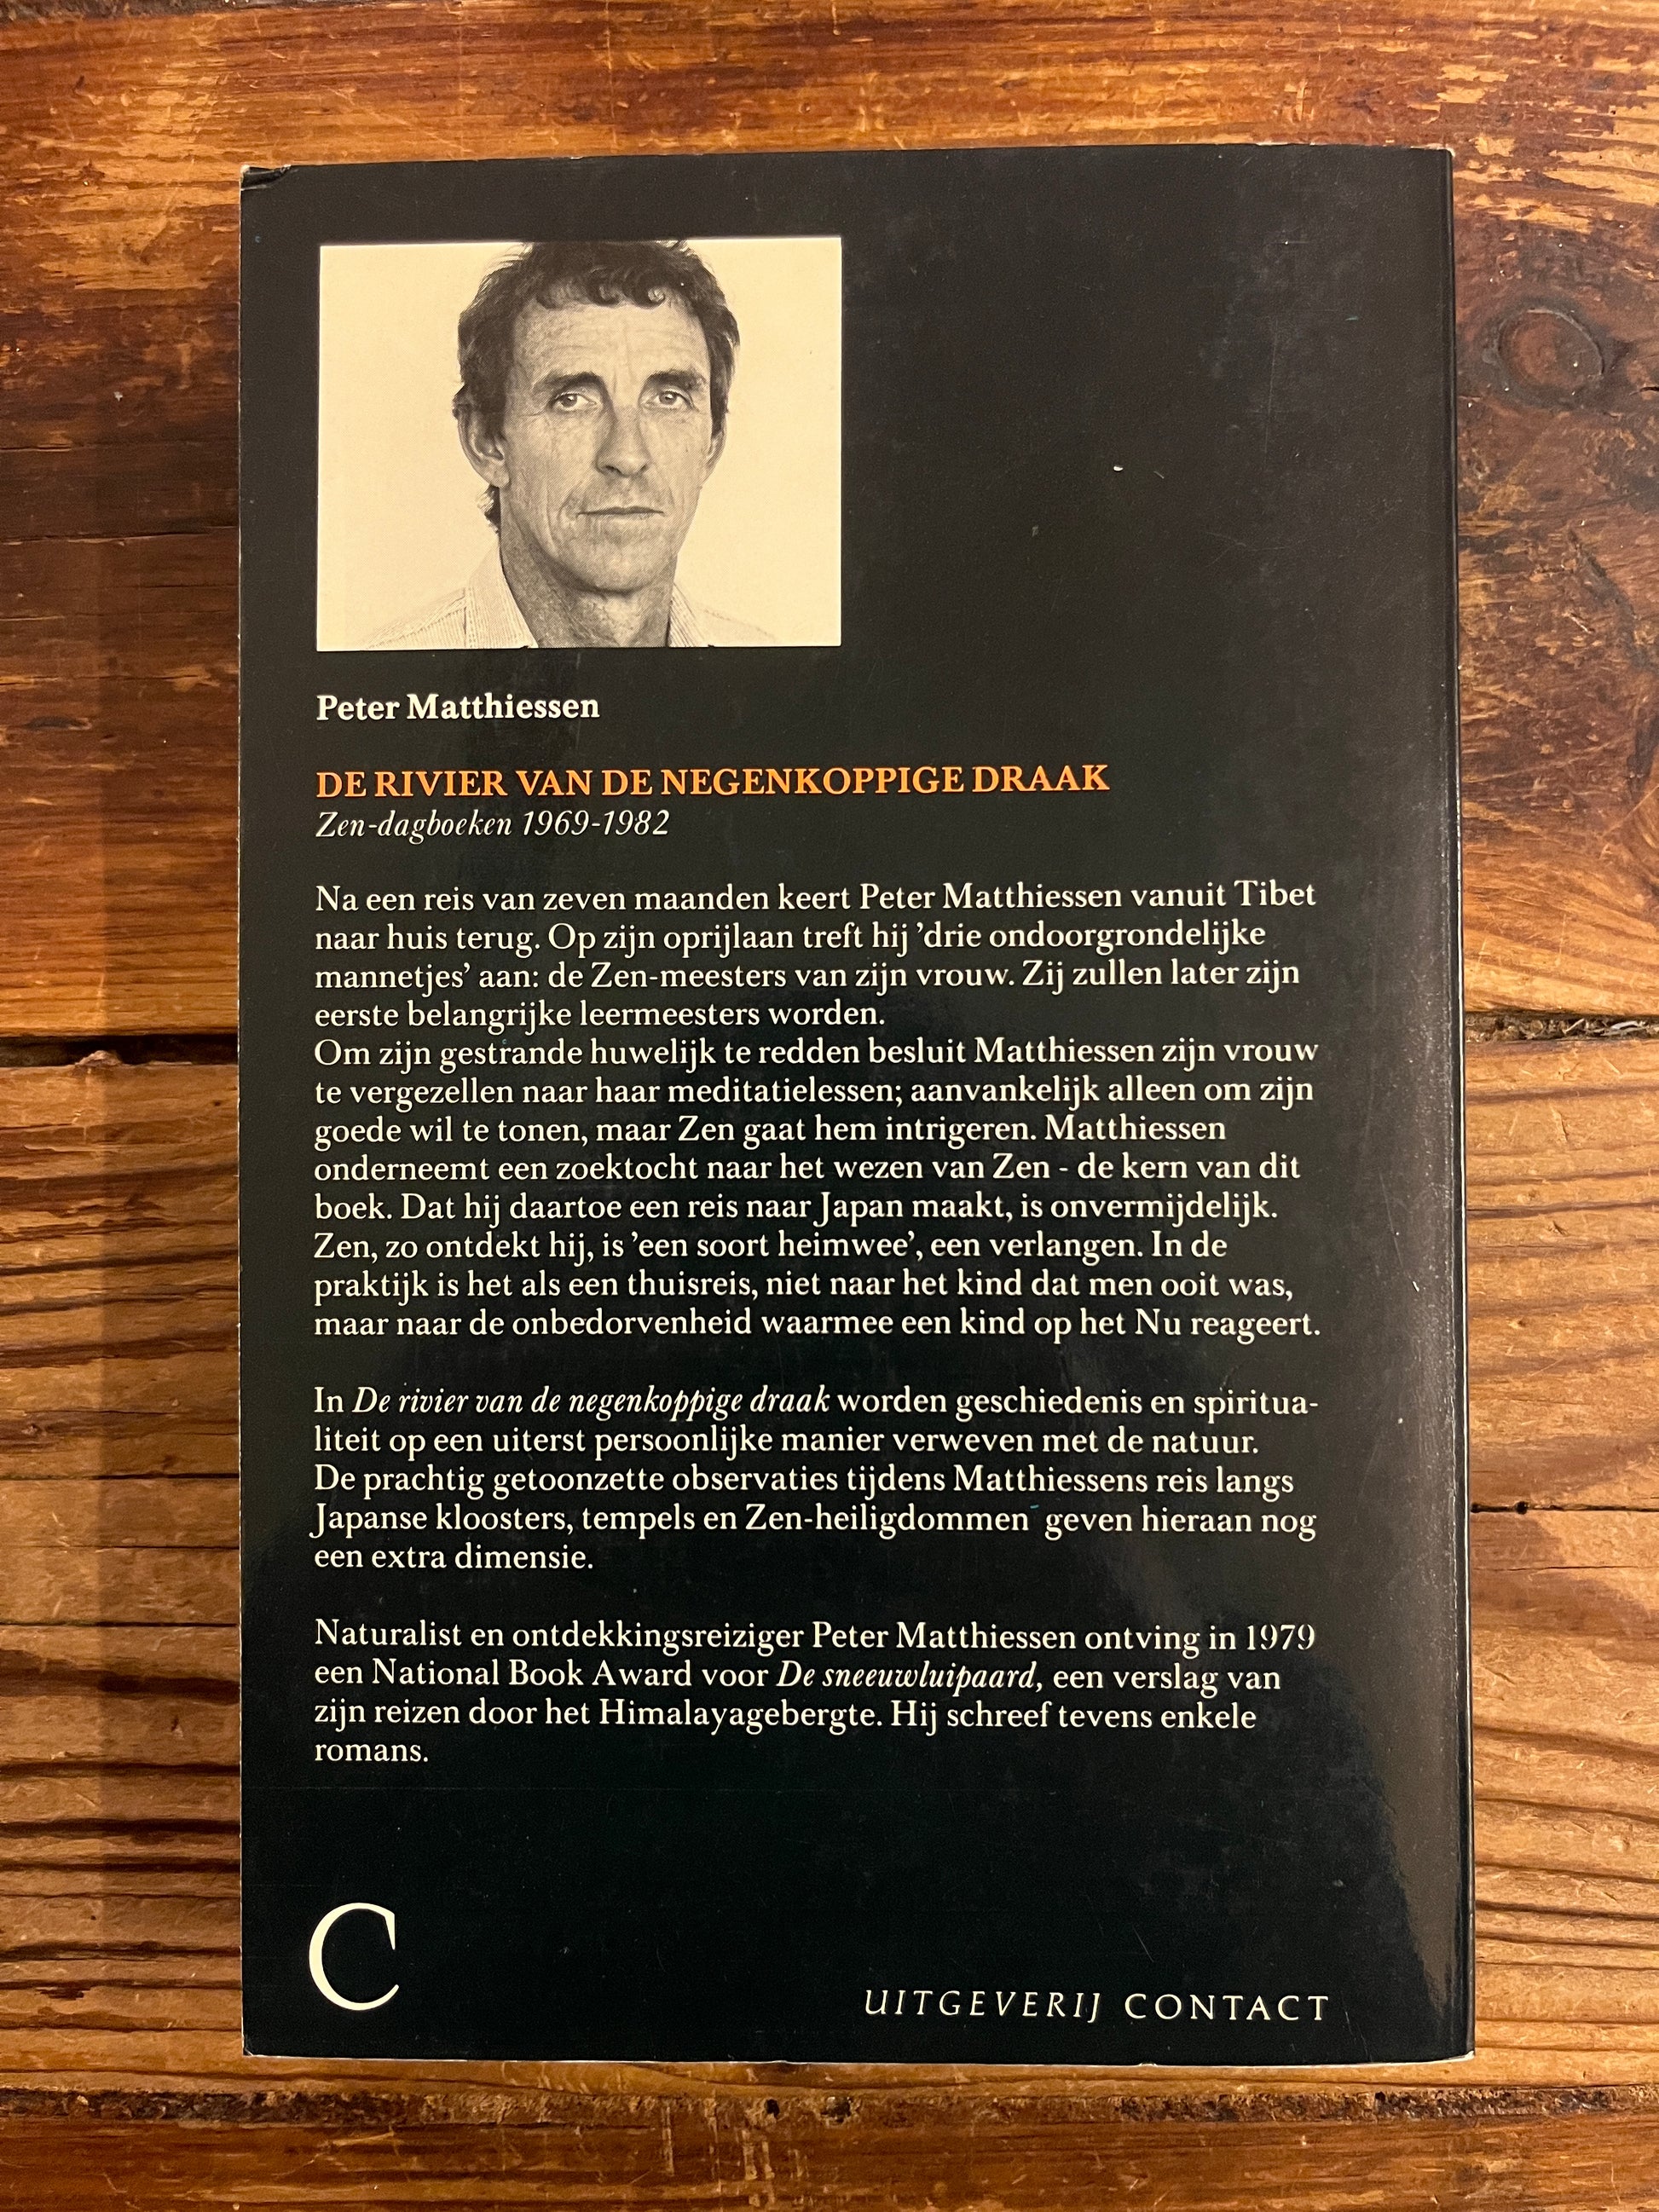 Peter Matthiessen
DE RIVIER VAN DE NEGENKOPPIGE DRAAK
Zen-dagboeken 1969-1982
Na een reis van zeven maanden keert Peter Matthiessen vanuit Tibet
naar huis terug. Op zijn oprijlaan treft hij 'drie ondoorgrondelijke
mannetjes' aan: de Zen-meesters van zijn vrouw. Zij zullen later zijn
eerste belangrijke leermeesters worden.
Om zijn gestrande huwelijk te redden besluit Matthiessen zijn vrouw
te vergezellen naar haar meditatielessen; aanvankelijk alleen om zijn
goede wil te tonen, maar Zen gaat hem intrigeren. Matthiessen
onderneemt een zoektocht naar het wezen van Zen - de kern van dit
boek. Dat hij daartoe een reis naar Japan maakt, is onvermijdelijk.
Zen, zo ontdekt hij, is 'een soort heimwee', een verlangen. In de
praktijk is het als een thuisreis, niet naar het kind dat men ooit was,
maar naar de onbedorvenheid waarmee een kind op het Nu reageert.
In De rivier van de negenkoppige draak worden geschiedenis en spiritua-
liteit op een uiterst persoonlijke manier verweven met de natuur.
De prachtig getoonzette observaties tijdens Matthiessens reis langs
Japanse kloosters, tempels en Zen-heiligdommen geven hieraan nog
een extra dimensie.
Naturalist en ontdekkingsreiziger Peter Matthiessen ontving in 1979
een National Book Award voor De sneeuwluipaard, een verslag van
zijn reizen door het Himalayagebergte. Hij schreef tevens enkele
romans.
C
UITGEVERIJ CONTACT